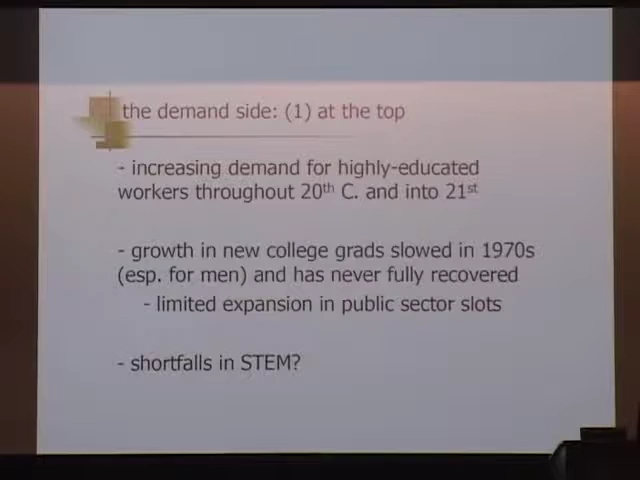 the demand side: (1) at the top
- increasing demand for highly-educated
workers throughout 20th C. and into 21st
- growth in new college grads slowed in 1970s
(esp. for men) and has never fully recovered
- limited expansion in public sector slots
- shortfalls in STEM?